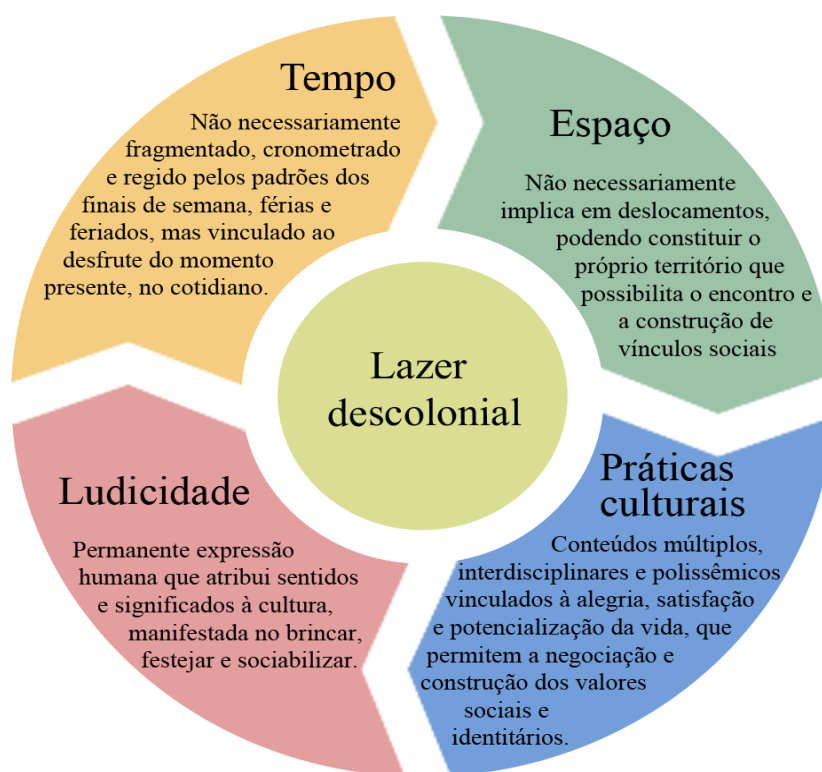 Tempo
Não necessariamente
fragmentado, cronometrado
e regido pelos padrões dos
finais de semana, férias e
feriados, mas vinculado ao
desfrute do momento
presente, no cotidiano.
Espaço
Não necessariamente
implica em deslocamentos,
podendo constituir o
próprio território que
possibilita o encontro e
a construção de
vínculos sociais
Lazer
descolonial
Ludicidade
Permanente expressão
humana que atribui sentidos
e significados à cultura,
manifestada no brincar,
festejar e sociabilizar.
Práticas
culturais
Conteúdos múltiplos,
interdisciplinares e polissêmicos
vinculados à alegria, satisfação
e potencialização da vida, que
permitem a negociação e
construção dos valores
sociais e
identitários.